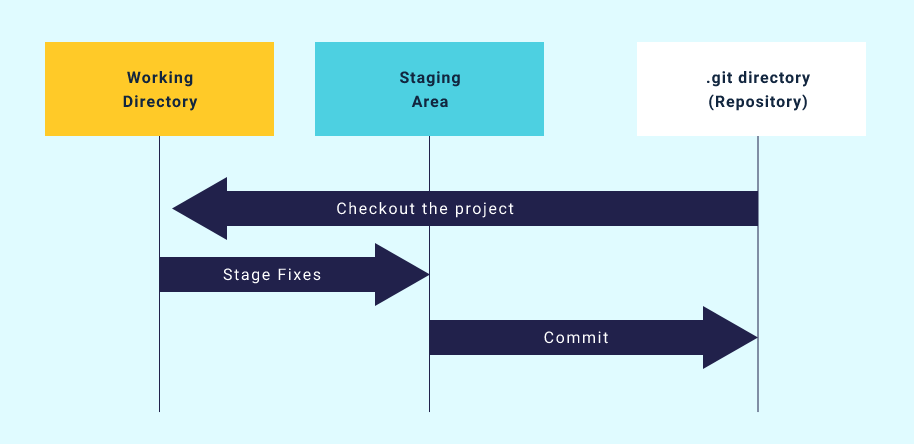 Working
Directory
Staging
Area
.git directory
(Repository)
Checkout the project
Stage Fixes
Commit